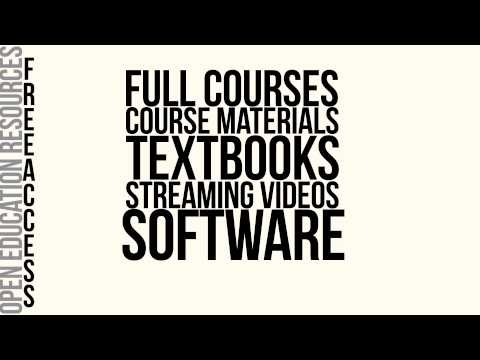 OPEN EDUCATION RESOURCES
FREE ACCESS
FULL COURSES
COURSE MATERIALS
TEXTBOOKS
STREAMING VIDEOS
SOFTWARE